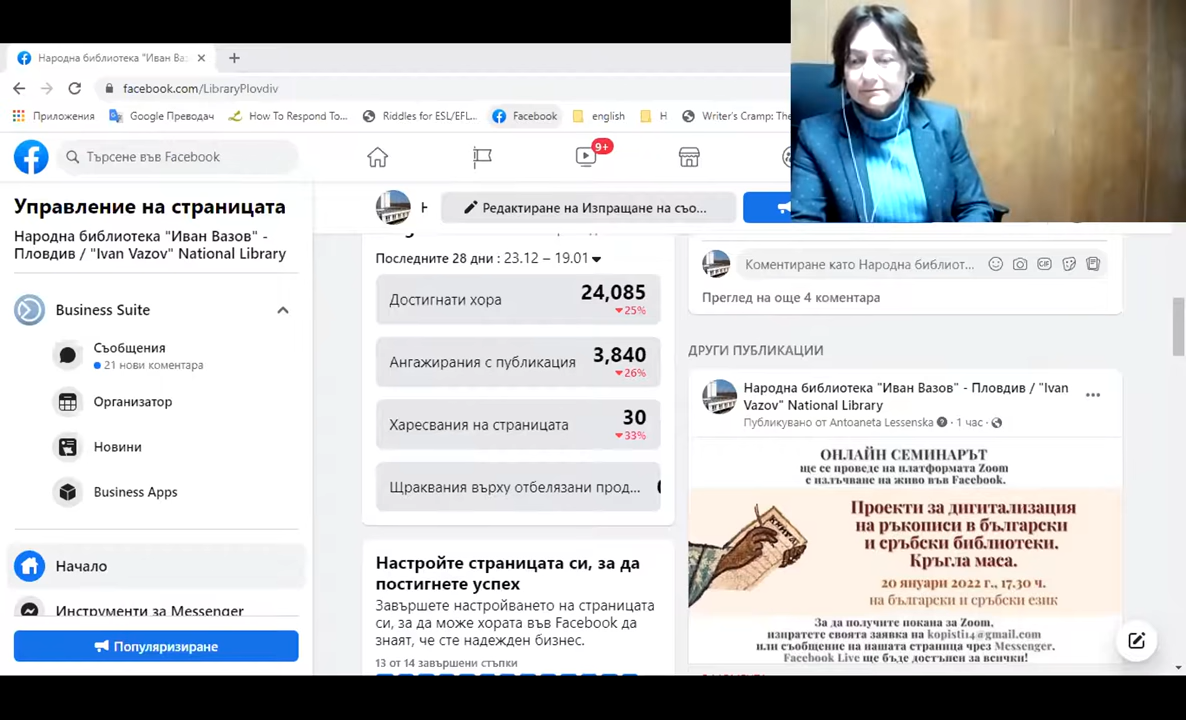 Народна библиотека "Иван Ваз
facebook.com/LibraryPlovdiv
Приложения
Google Преводач
How To Respond To...
Riddles for ESL/EFL...
Facebook
english
Н
Writer's Cramp: The
Търсене във Facebook
9+
Управление на страницата
Народна библиотека "Иван Вазов" -
Пловдив / "Ivan Vazov" National Library
Business Suite
Съобщения
21 нови коментара
Организатор
Новини
Business Apps
Начало
Инструменти за Messenger
Популяризиране
Редактиране на Изпращане на съо...
Последните 28 дни : 23.12 – 19.01
Достигнати хора 24,085
25%
Ангажирания с публикация 3,840
26%
Харесвания на страницата 30
33%
Щраквания върху отбелязани прод...
Настройте страницата си, за да
постигнете успех
Завършете настройването на страницата
си, за да може хората във Facebook да
знаят, че сте надежден бизнес.
13 от 14 завършени стъпки
Коментиране като Народна библиот...
GIF
Преглед на още 4 коментара
ДРУГИ ПУБЛИКАЦИИ
Народна библиотека "Иван Вазов" - Пловдив / "Ivan
Vazov" National Library
Публикувано от Antoaneta Lessenska · 1 час ·
ОНЛАЙН СЕМИНАРЪТ
ще се проведе на платформата Zoom
с излъчване на живо във Facebook.
Проекти за дигитализация
на ръкописи в български
и сръбски библиотеки.
Кръгла маса.
20 януари 2022 г., 17.30 ч.
на български и сръбски език
За да получите покана за Zoom,
изпратете своята заявка на kopisti14@gmail.com
или съобщение на нашата страница чрез Messenger.
Facebook Live ще бъде достъпен за всички!